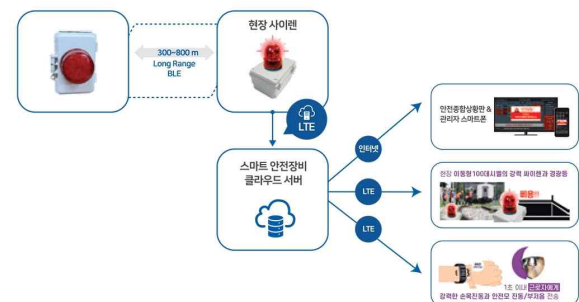 현장 사이렌
300~800 m
Long Range
BLE
LTE
스마트 안전장비
클라우드 서버
인터넷
LTE
LTE
안전종합상황판 &
관리자 스마트폰
현장 이동형 100데시벨의 강력 싸이렌과 경광등
1초 이내 근로자에게
강력한 손목진동과 안전모 진동/부저음 전송